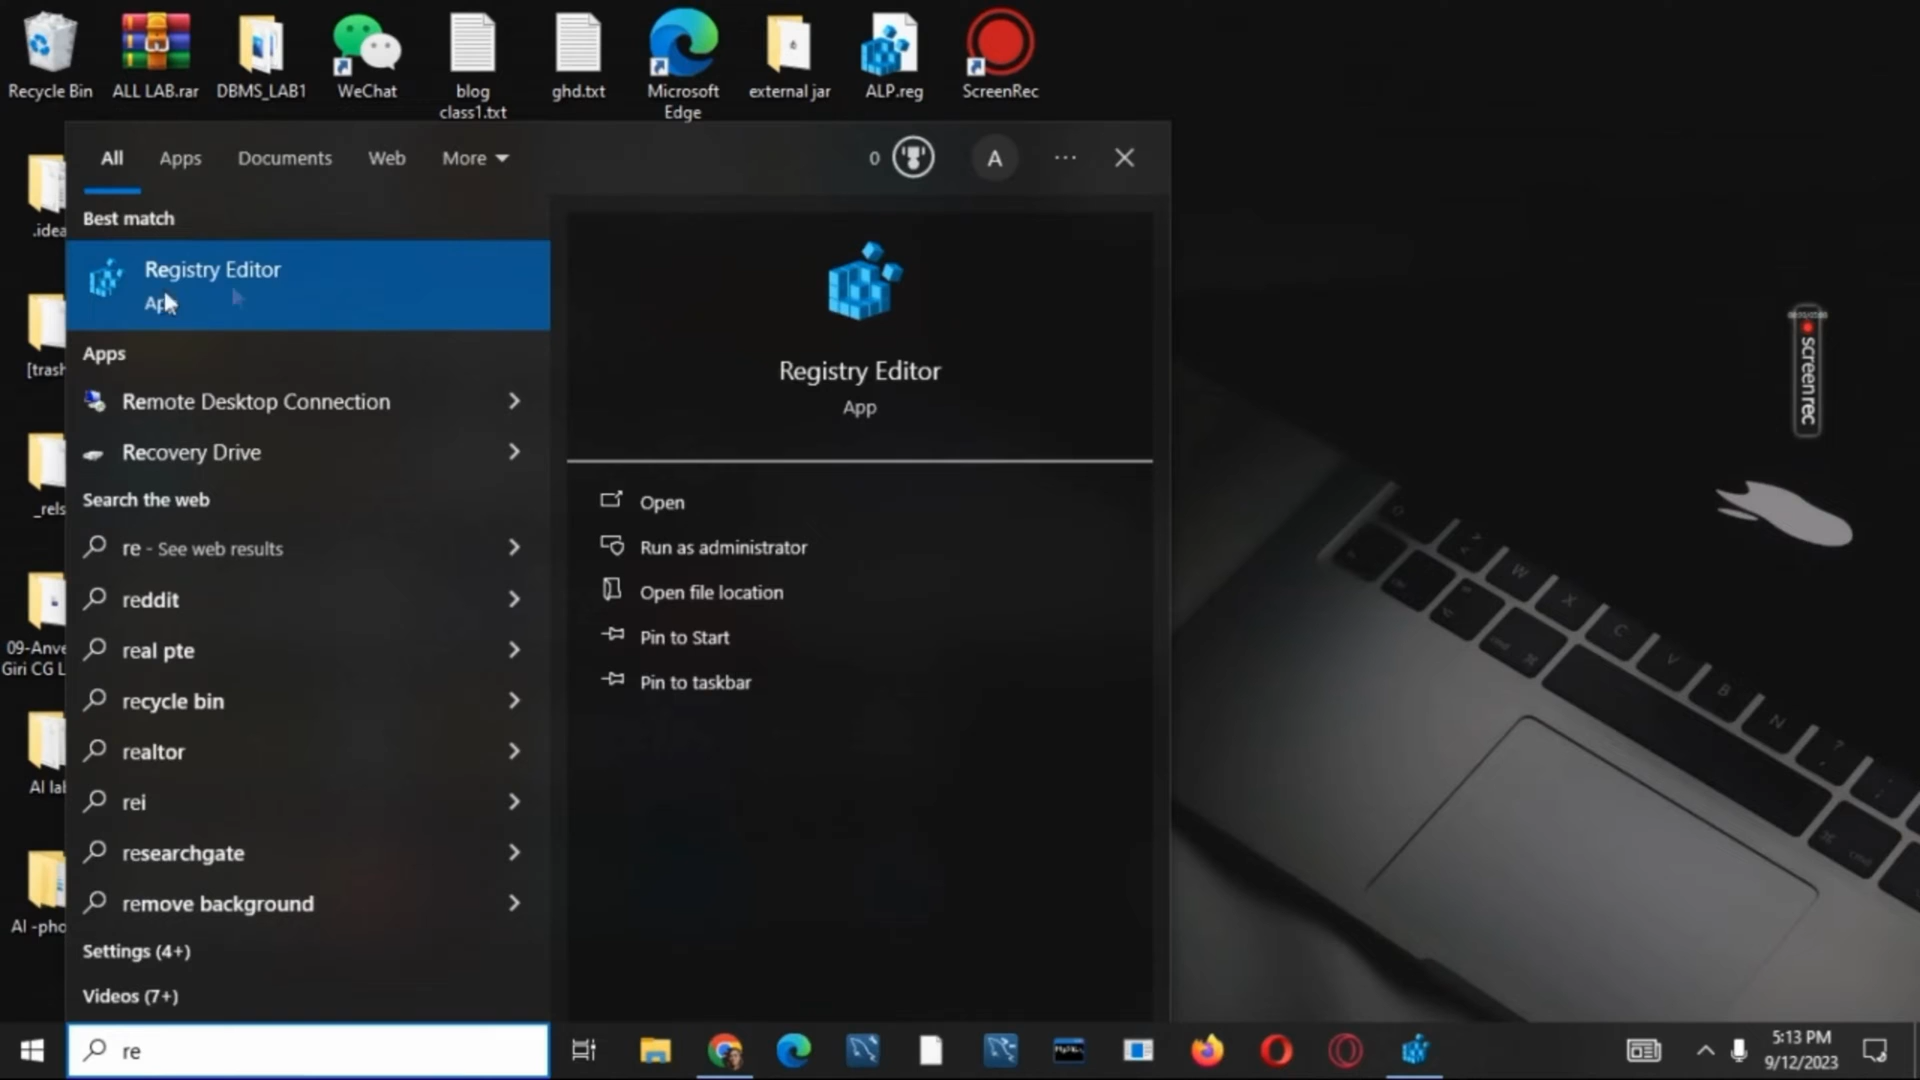 Recycle Bin
ALL LAB.rar
DBMS_LAB1
WeChat
blog
class1.txt
ghd.txt
Microsoft
Edge
external jar
ALP.reg
ScreenRec
.idea
[trash
_rels
09-Anve
Giri CG L
AI lab
AI -pho
All
Apps
Documents
Web
More
0
A
Best match
Registry Editor
App
Apps
Remote Desktop Connection
Recovery Drive
Search the web
re - See web results
reddit
real pte
recycle bin
realtor
rei
researchgate
remove background
Settings (4+)
Videos (7+)
re
Registry Editor
App
Open
Run as administrator
Open file location
Pin to Start
Pin to taskbar
screenrec
5:13 PM
9/12/2023